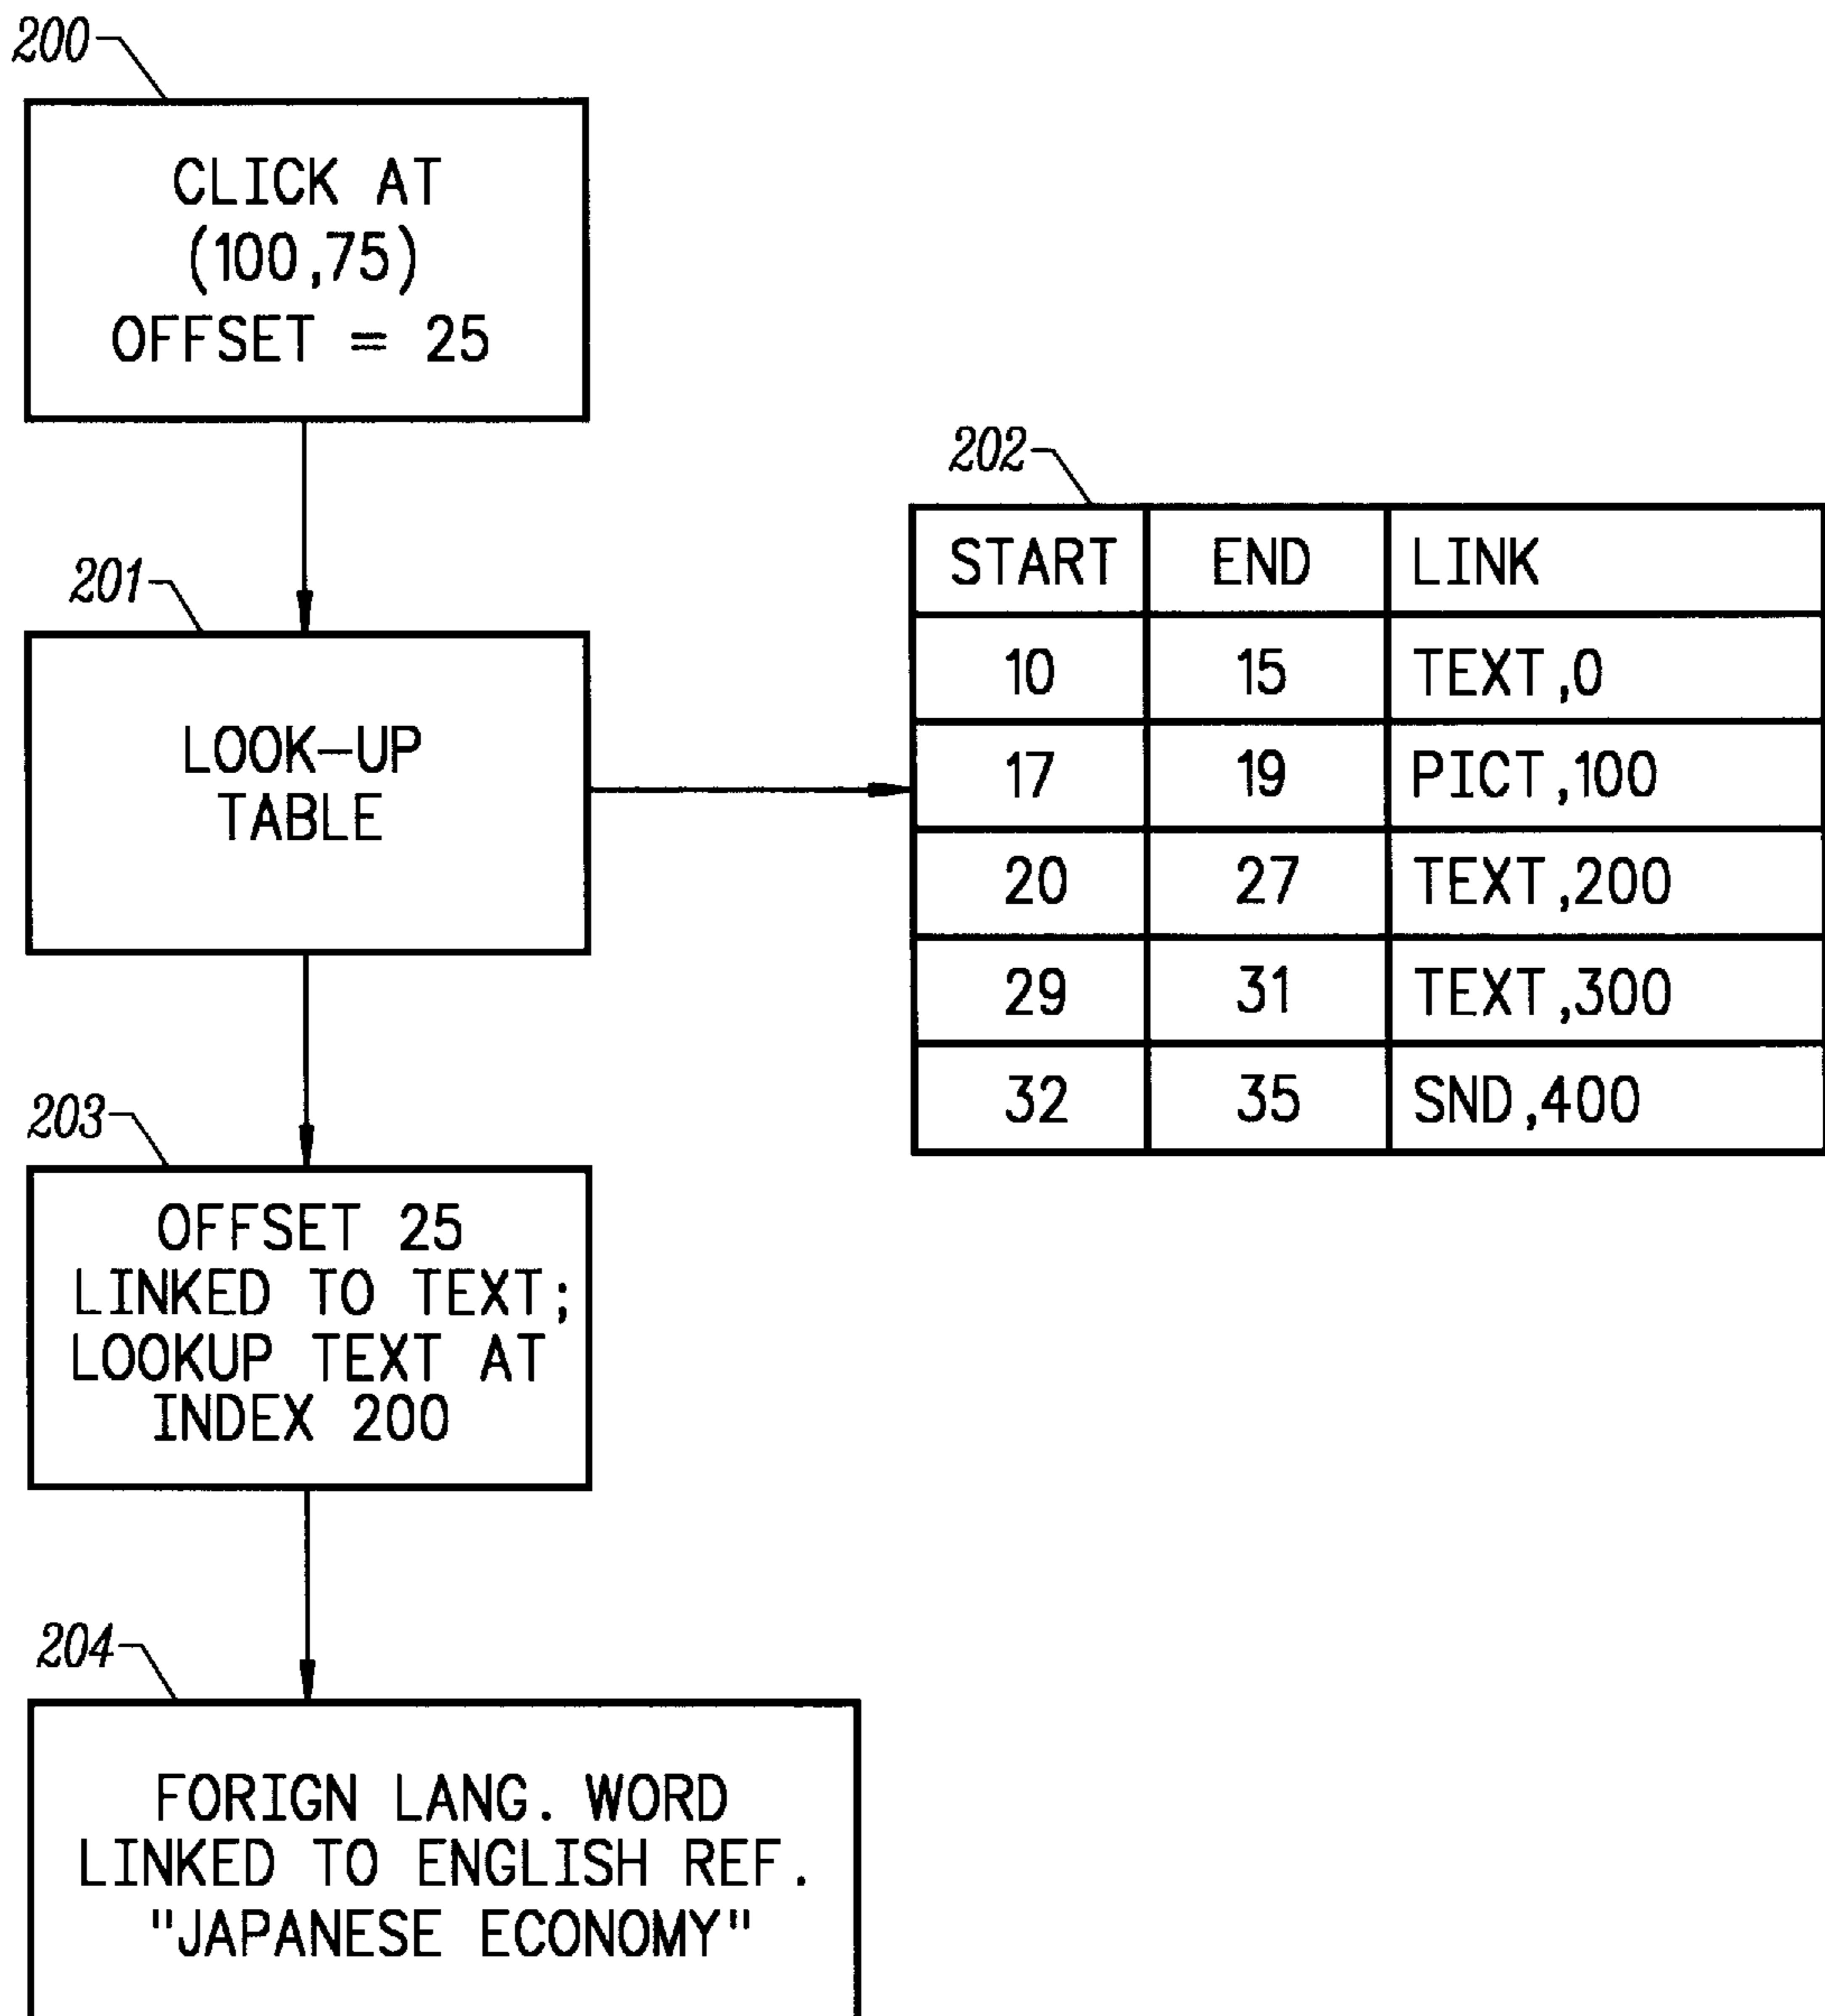 200
CLICK AT
(100,75)
OFFSET = 25
201
LOOK-UP
TABLE
202
START END LINK
10 15 TEXT,0
17 19 PICT,100
20 27 TEXT,200
29 31 TEXT,300
32 35 SND,400
203
OFFSET 25
LINKED TO TEXT;
LOOKUP TEXT AT
INDEX 200
204
FORIGN LANG. WORD
LINKED TO ENGLISH REF.
"JAPANESE ECONOMY"